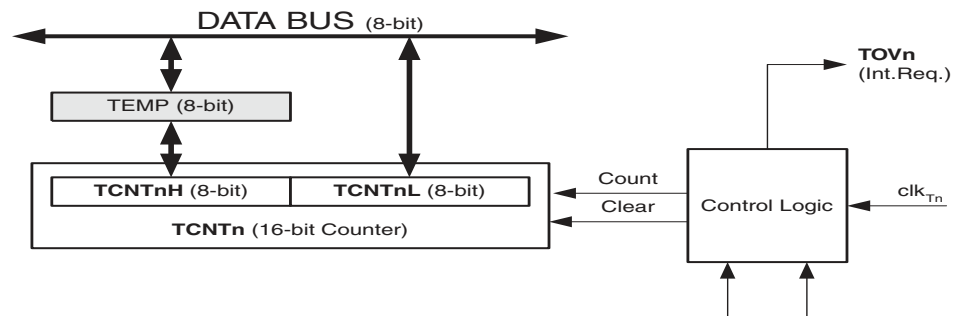 DATA BUS (8-bit)
TOVn
(Int.Req.)
TEMP (8-bit)
TCNTnH (8-bit) TCNTnL (8-bit)
TCNTn (16-bit Counter)
Count
Clear
Control Logic
clkTn